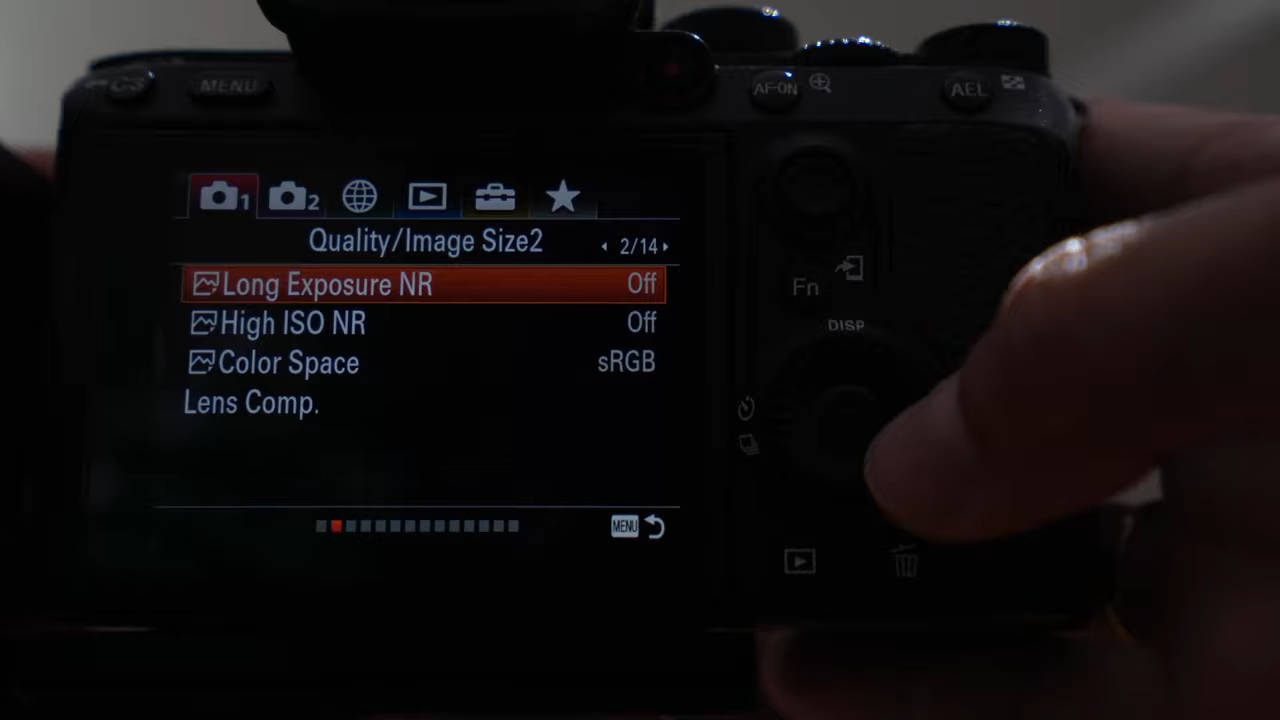 C3 MENU AF-ON AEL
1 2
Quality/Image Size2 2/14
Long Exposure NR Off
High ISO NR Off
Color Space sRGB
Lens Comp.
MENU
Fn
DISP